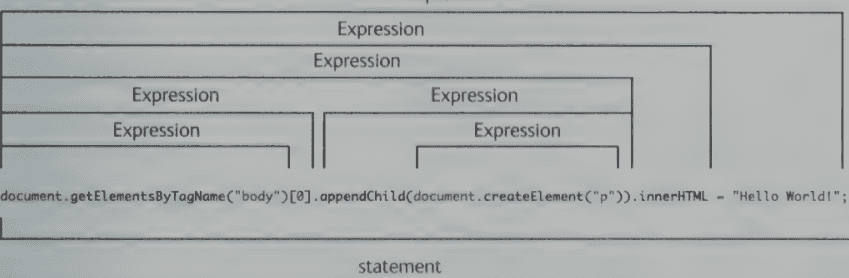 Expression
Expression
Expression Expression
Expression Expression
document.getElementsByTagName("body")[0].appendChild(document.createElement("p")).innerHTML = "Hello World!";
statement